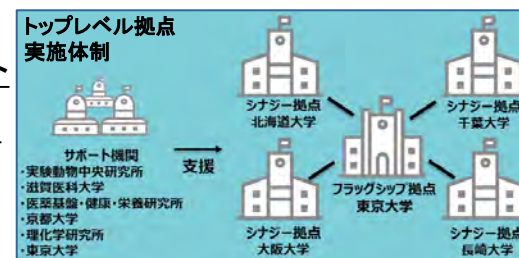 トップレベル拠点
実施体制
シナジー拠点
北海道大学
シナジー拠点
千葉大学
サポート機関
・実験動物中央研究所
・滋賀医科大学
・医薬基盤・健康・栄養研究所
・京都大学
・理化学研究所
・東京大学
支援
フラッグシップ拠点
東京大学
シナジー拠点
大阪大学
シナジー拠点
長崎大学